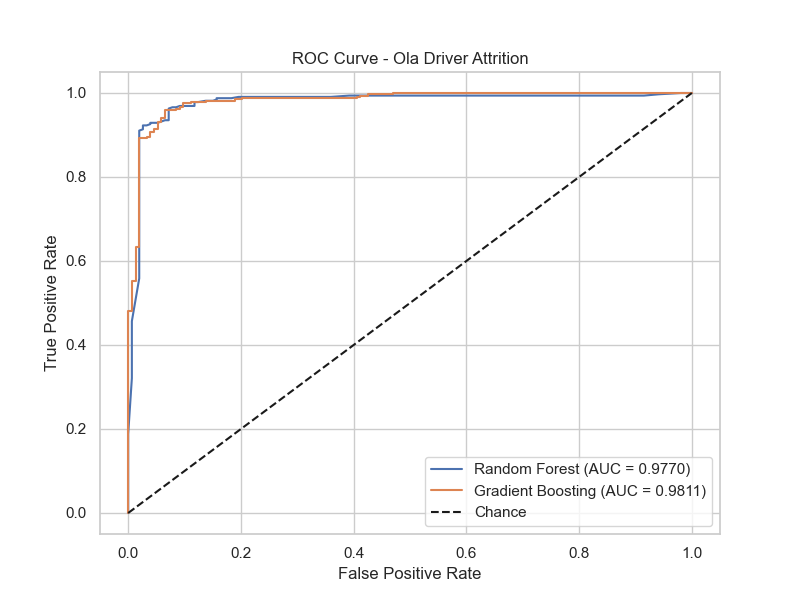 ROC Curve - Ola Driver Attrition
True Positive Rate
1.0
0.8
0.6
0.4
0.2
0.0
0.0 0.2 0.4 0.6 0.8 1.0
False Positive Rate
Random Forest (AUC = 0.9770)
Gradient Boosting (AUC = 0.9811)
Chance